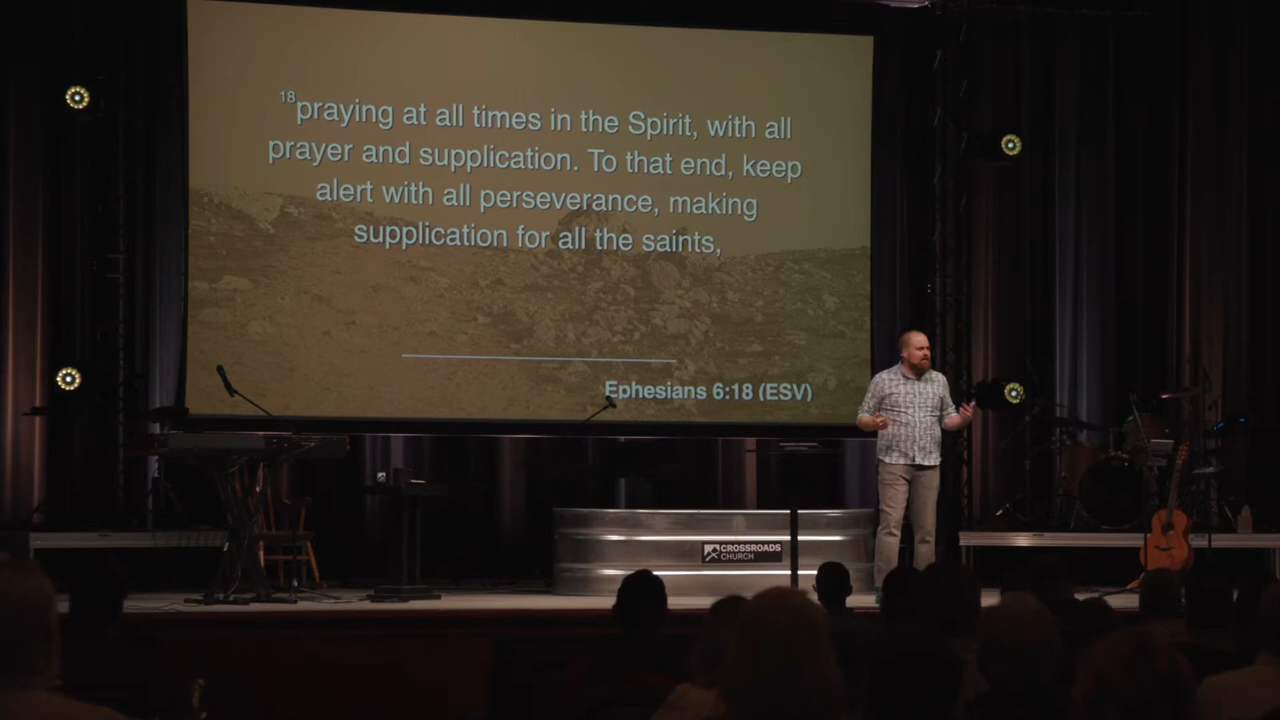 18praying at all times in the Spirit, with all
prayer and supplication. To that end, keep
alert with all perseverance, making
supplication for all the saints,
Ephesians 6:18 (ESV)
CROSSROADS
CHURCH